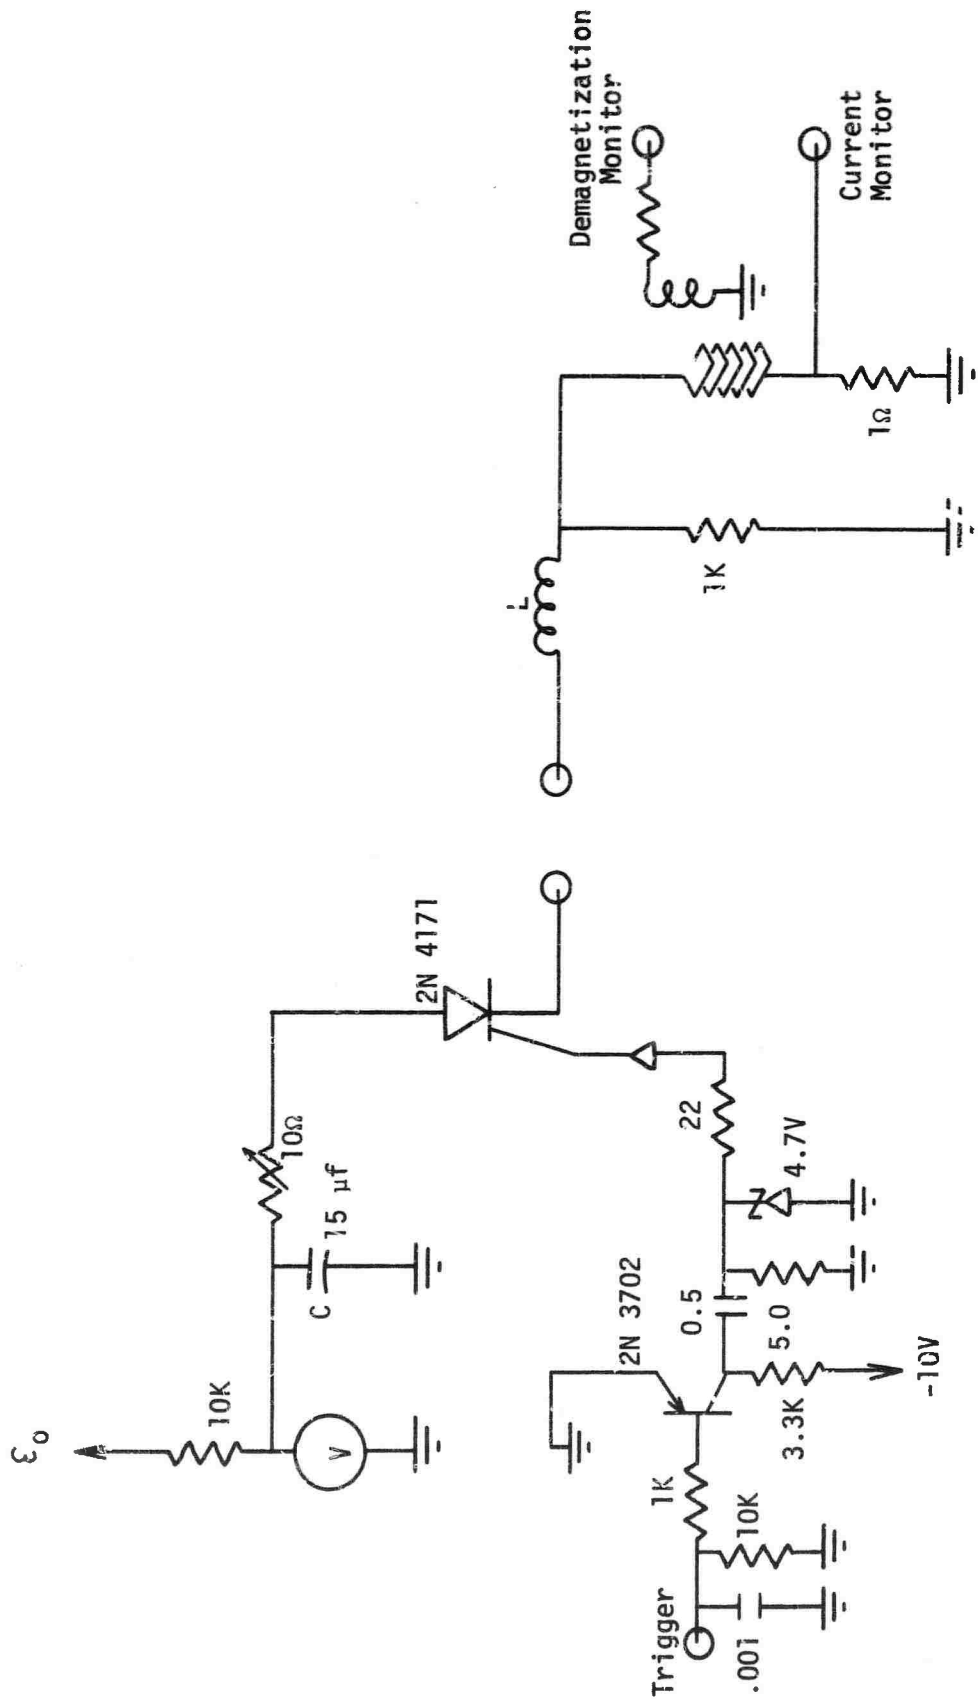 ε₀
10K
V
C
15 μf
10Ω
2N 4171
Trigger
.001
10K
1K
2N 3702
3.3K
-10V
0.5
5.0
4.7V
22
L
1K
1Ω
Demagnetization
Monitor
Current
Monitor